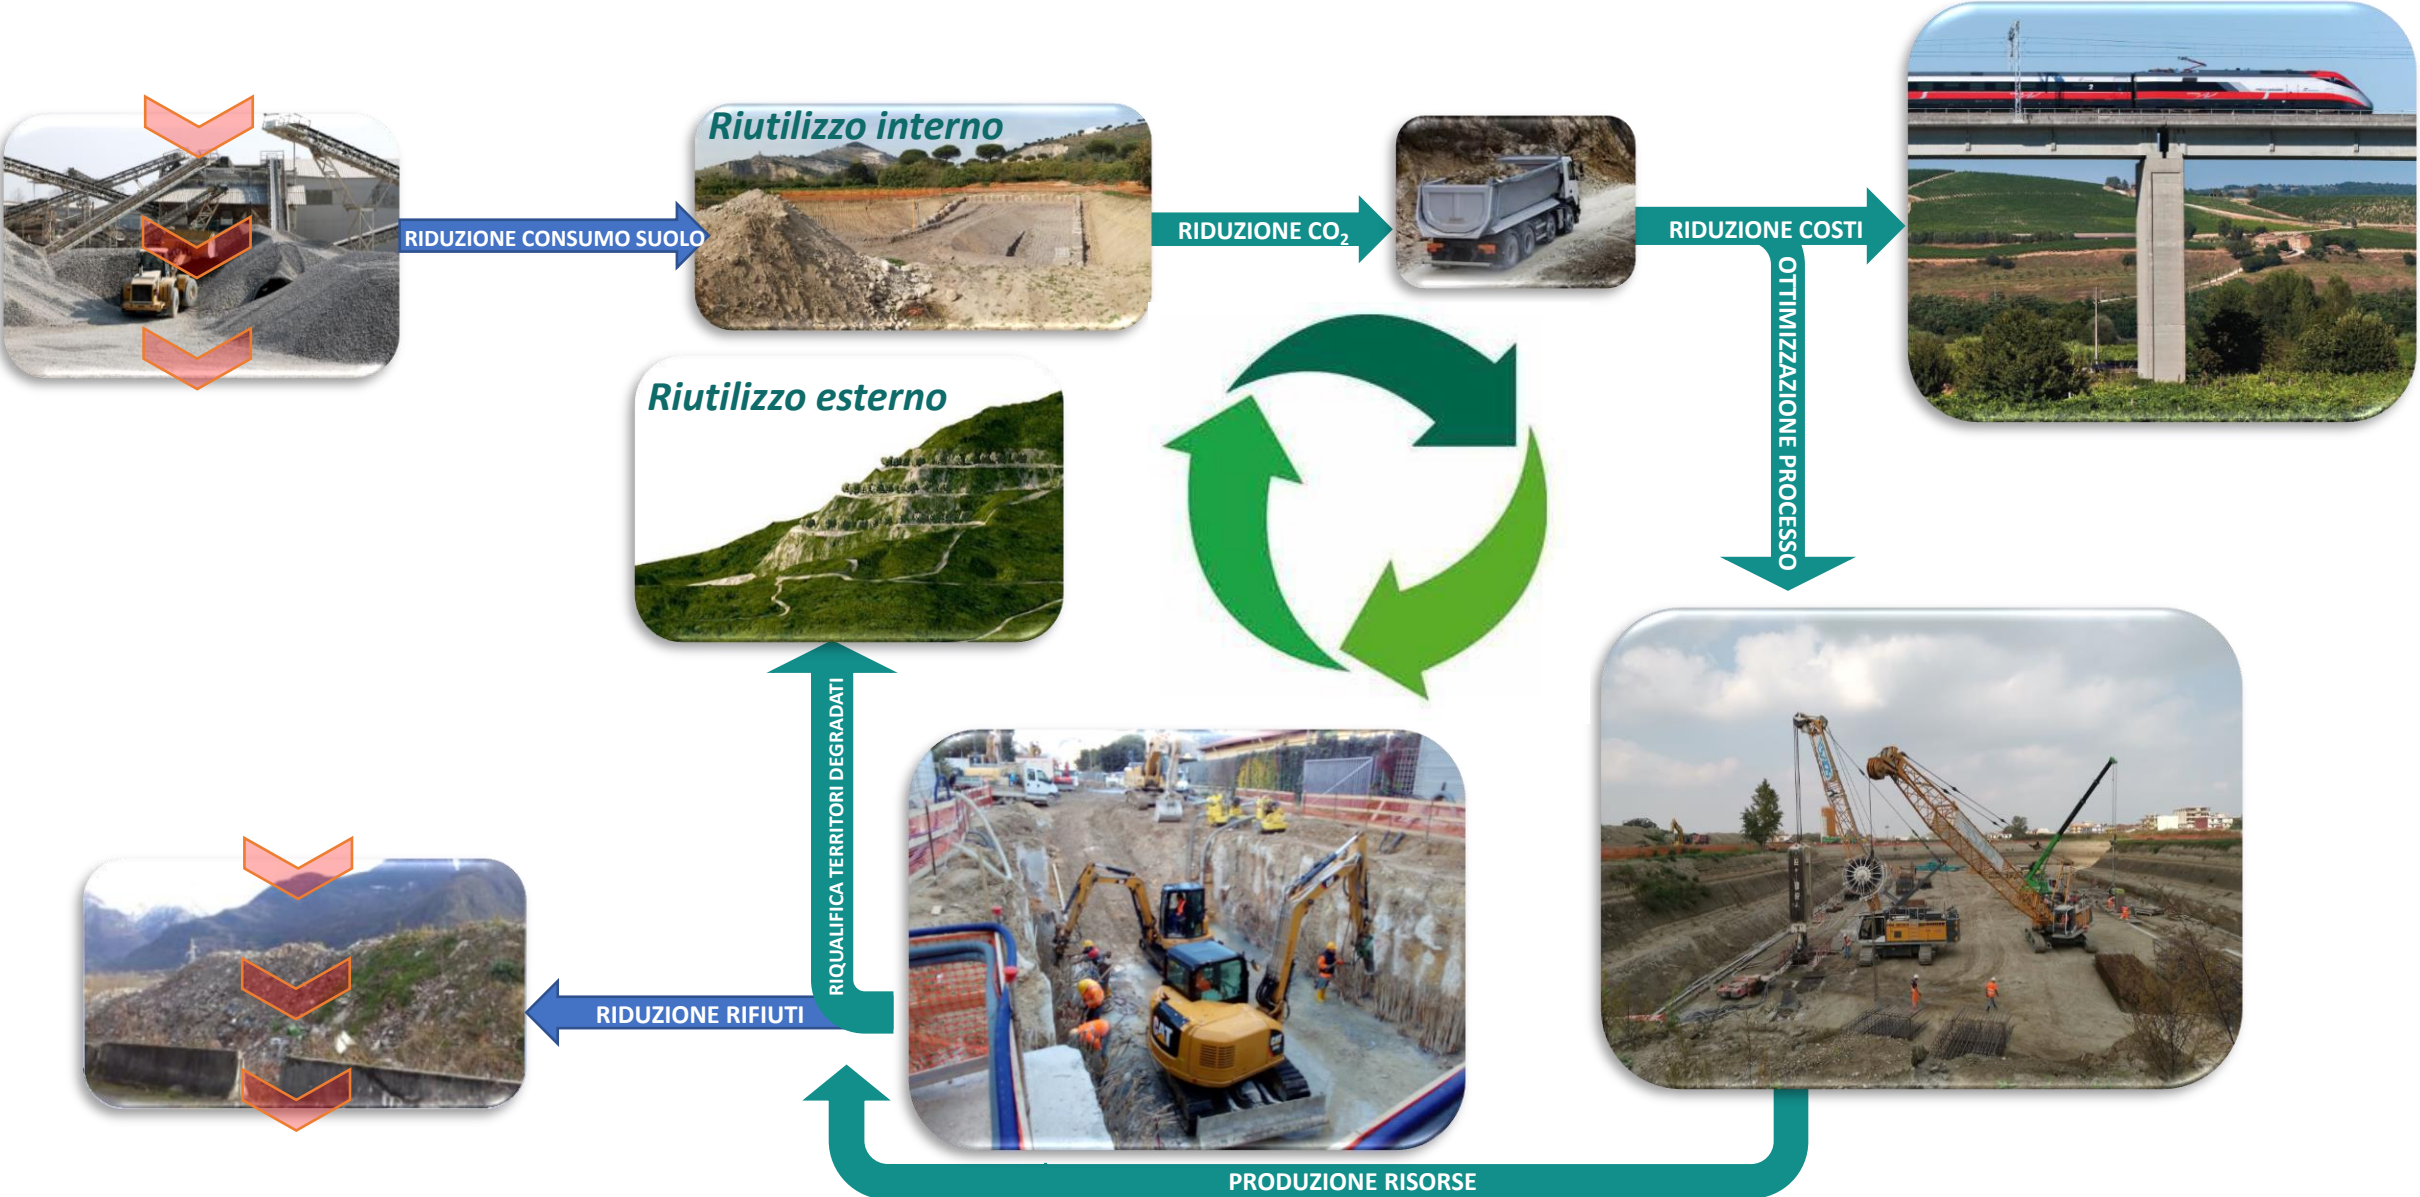 Riutilizzo interno
RIDUZIONE CONSUMO SUOLO
RIDUZIONE CO₂
RIDUZIONE COSTI
OTTIMIZZAZIONE PROCESSO
Riutilizzo esterno
RIQUALIFICA TERRITORI DEGRADATI
RIDUZIONE RIFIUTI
CAT
PRODUZIONE RISORSE